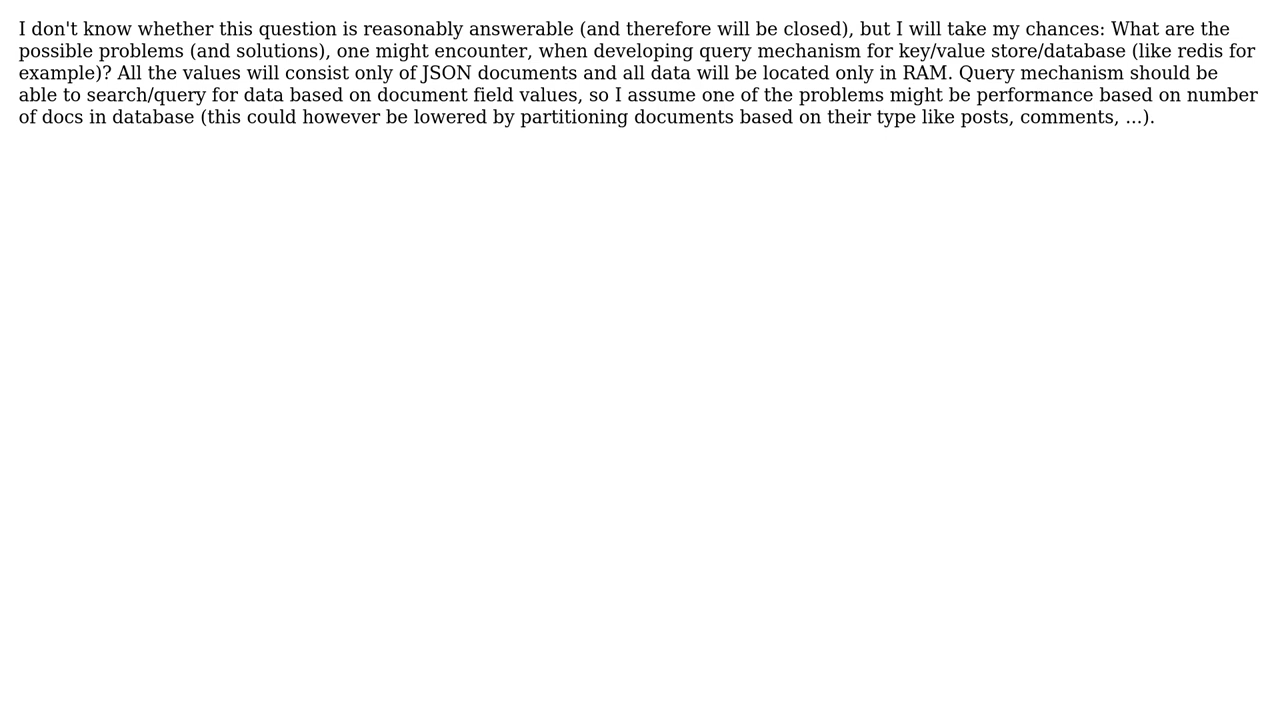 I don't know whether this question is reasonably answerable (and therefore will be closed), but I will take my chances: What are the
possible problems (and solutions), one might encounter, when developing query mechanism for key/value store/database (like redis for
example)? All the values will consist only of JSON documents and all data will be located only in RAM. Query mechanism should be
able to search/query for data based on document field values, so I assume one of the problems might be performance based on number
of docs in database (this could however be lowered by partitioning documents based on their type like posts, comments, ...).